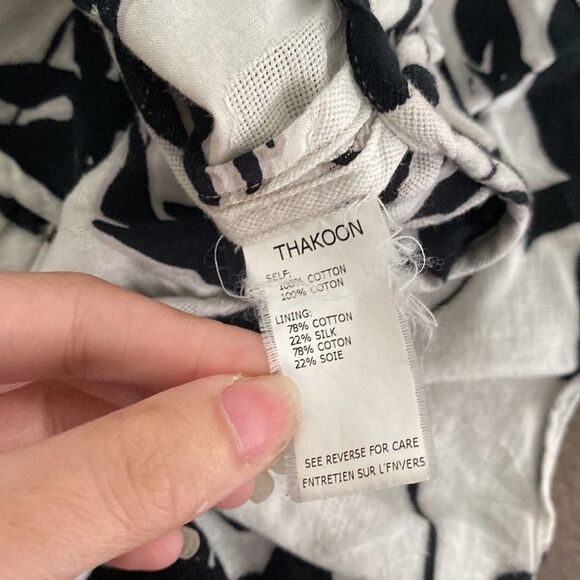 THAKOON
SELF:
100% COTTON
100% COTON
LINING:
78% COTTON
22% SILK
78% COTON
22% SOIE
SEE REVERSE FOR CARE
ENTRETIEN SUR L'FNVERS